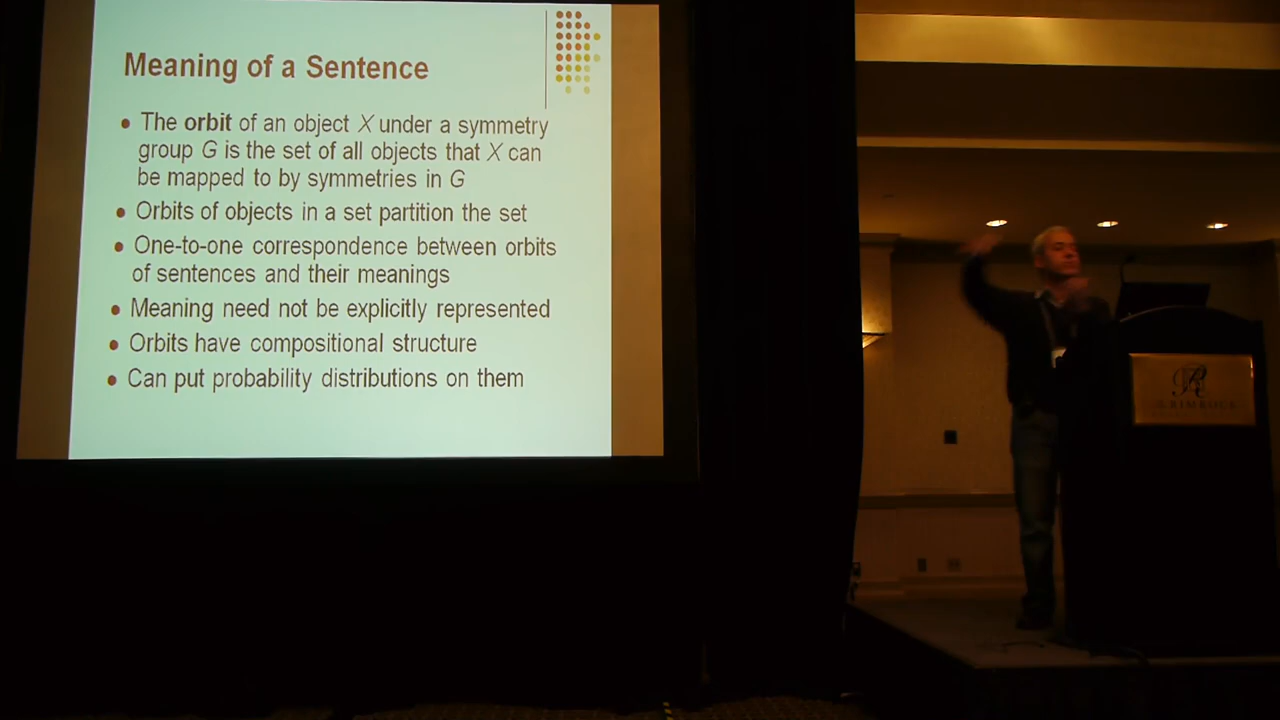 Meaning of a Sentence
• The orbit of an object X under a symmetry
group G is the set of all objects that X can
be mapped to by symmetries in G
• Orbits of objects in a set partition the set
• One-to-one correspondence between orbits
of sentences and their meanings
• Meaning need not be explicitly represented
• Orbits have compositional structure
• Can put probability distributions on them
R
RIMROCK